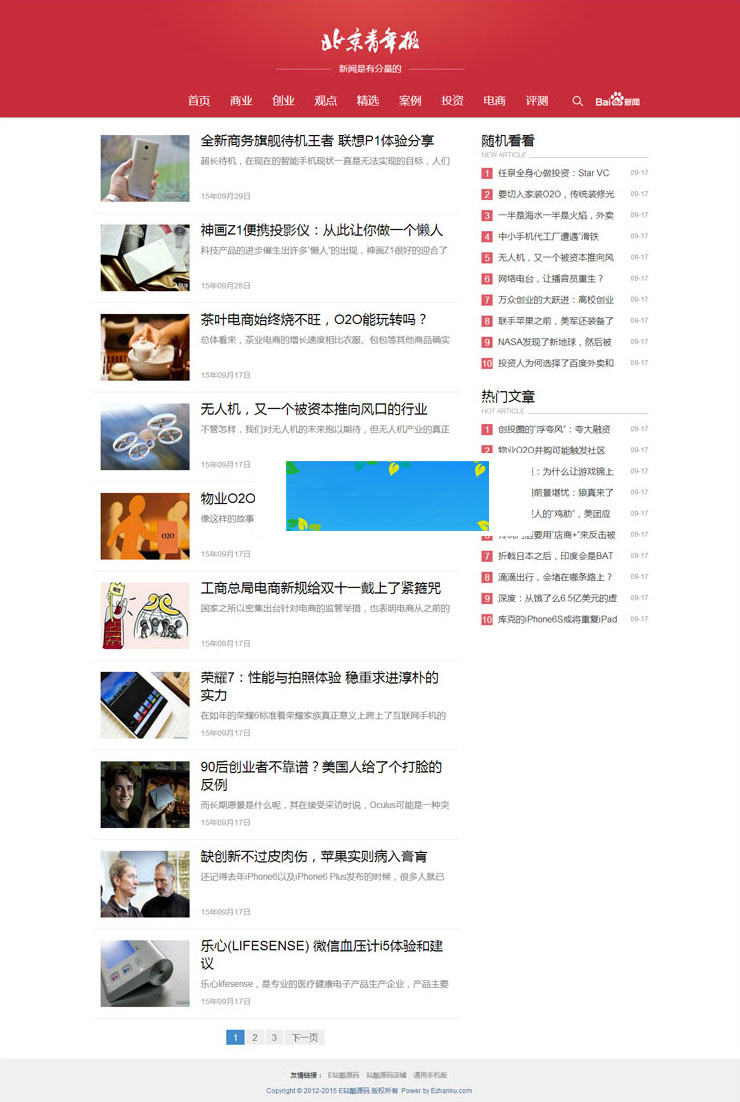 北京青年报
新闻是有分量的
首页 商业 创业 观点 精选 案例 投资 电商 评测 Bai 新闻
全新商务旗舰待机王者 联想P1体验分享
超长待机，在现在的智能手机现状一直是无法实现的目标，人们
15年09月29日
神画Z1便携投影仪：从此让你做一个懒人
科技产品的进步催生出许多“懒人”的出现，神画Z1很好的迎合了
15年09月28日
茶叶电商始终烧不旺，O2O能玩转吗？
总体看来，茶业电商的增长速度相比衣服、包包等其他商品确实
15年09月17日
无人机，又一个被资本推向风口的行业
不管怎样，我们对无人机的未来抱以期待，但无人机产业的真正
15年09月17日
物业O2O
像这样的故事
15年09月17日
O2O
工商总局电商新规给双十一戴上了紧箍咒
国家之所以密集出台针对电商的监管举措，也表明电商从之前的
15年09月17日
荣耀7：性能与拍照体验 稳重求进淳朴的
实力
在如年的荣耀6标准着荣耀家族真正意义上跨上了互联网手机的
15年09月17日
90后创业者不靠谱？美国人给了个打脸的
反例
而长期愿景是什么呢，其在接受采访时说，Oculus可能是一种突
15年09月17日
缺创新不过皮肉伤，苹果实则病入膏肓
还记得去年iPhone6以及iPhone6 Plus发布的时候，很多人就已
15年09月17日
乐心(LIFESENSE) 微信血压计i5体验和建
议
乐心lifesense，是专业的医疗健康电子产品生产企业，产品主要
15年09月17日
1 2 3 下一页
随机看看
NEW ARTICLE
1 任泉全身心做投资：Star VC 09-17
2 要切入家装O2O，传统装修光 09-17
3 一半是海水一半是火焰，外卖 09-17
4 中小手机代工厂遭遇“滑铁 09-17
5 无人机，又一个被资本推向风 09-17
6 网络电台，让播音员重生？ 09-17
7 万众创业的大跃进：高校创业 09-17
8 联手苹果之前，美军还装备了 09-17
9 NASA发现了新地球，然后被 09-17
10 投资人为何选择了百度外卖和 09-17
热门文章
HOT ARTICLE
1 创投圈的“浮夸风”：夸大融资 09-17
2 物业O2O并购可能触发社区 09-17
：为什么让游戏锦上 09-17
前景堪忧：狼真来了 09-17
人的“鸡肋”，美团应 09-17
要用“店商+”来反击被 09-17
7 折戟日本之后，印度会是BAT 09-17
8 滴滴出行，会堵在哪条路上？ 09-17
9 深度：从饿了么6.5亿美元的虚 09-17
10 库克的iPhone6S或将重复iPad 09-17
友情链接： E站酷源码 站酷源码店铺 通用手机版
Copyright © 2012-2015 E站酷源码 版权所有 Power by Ezhanku.com